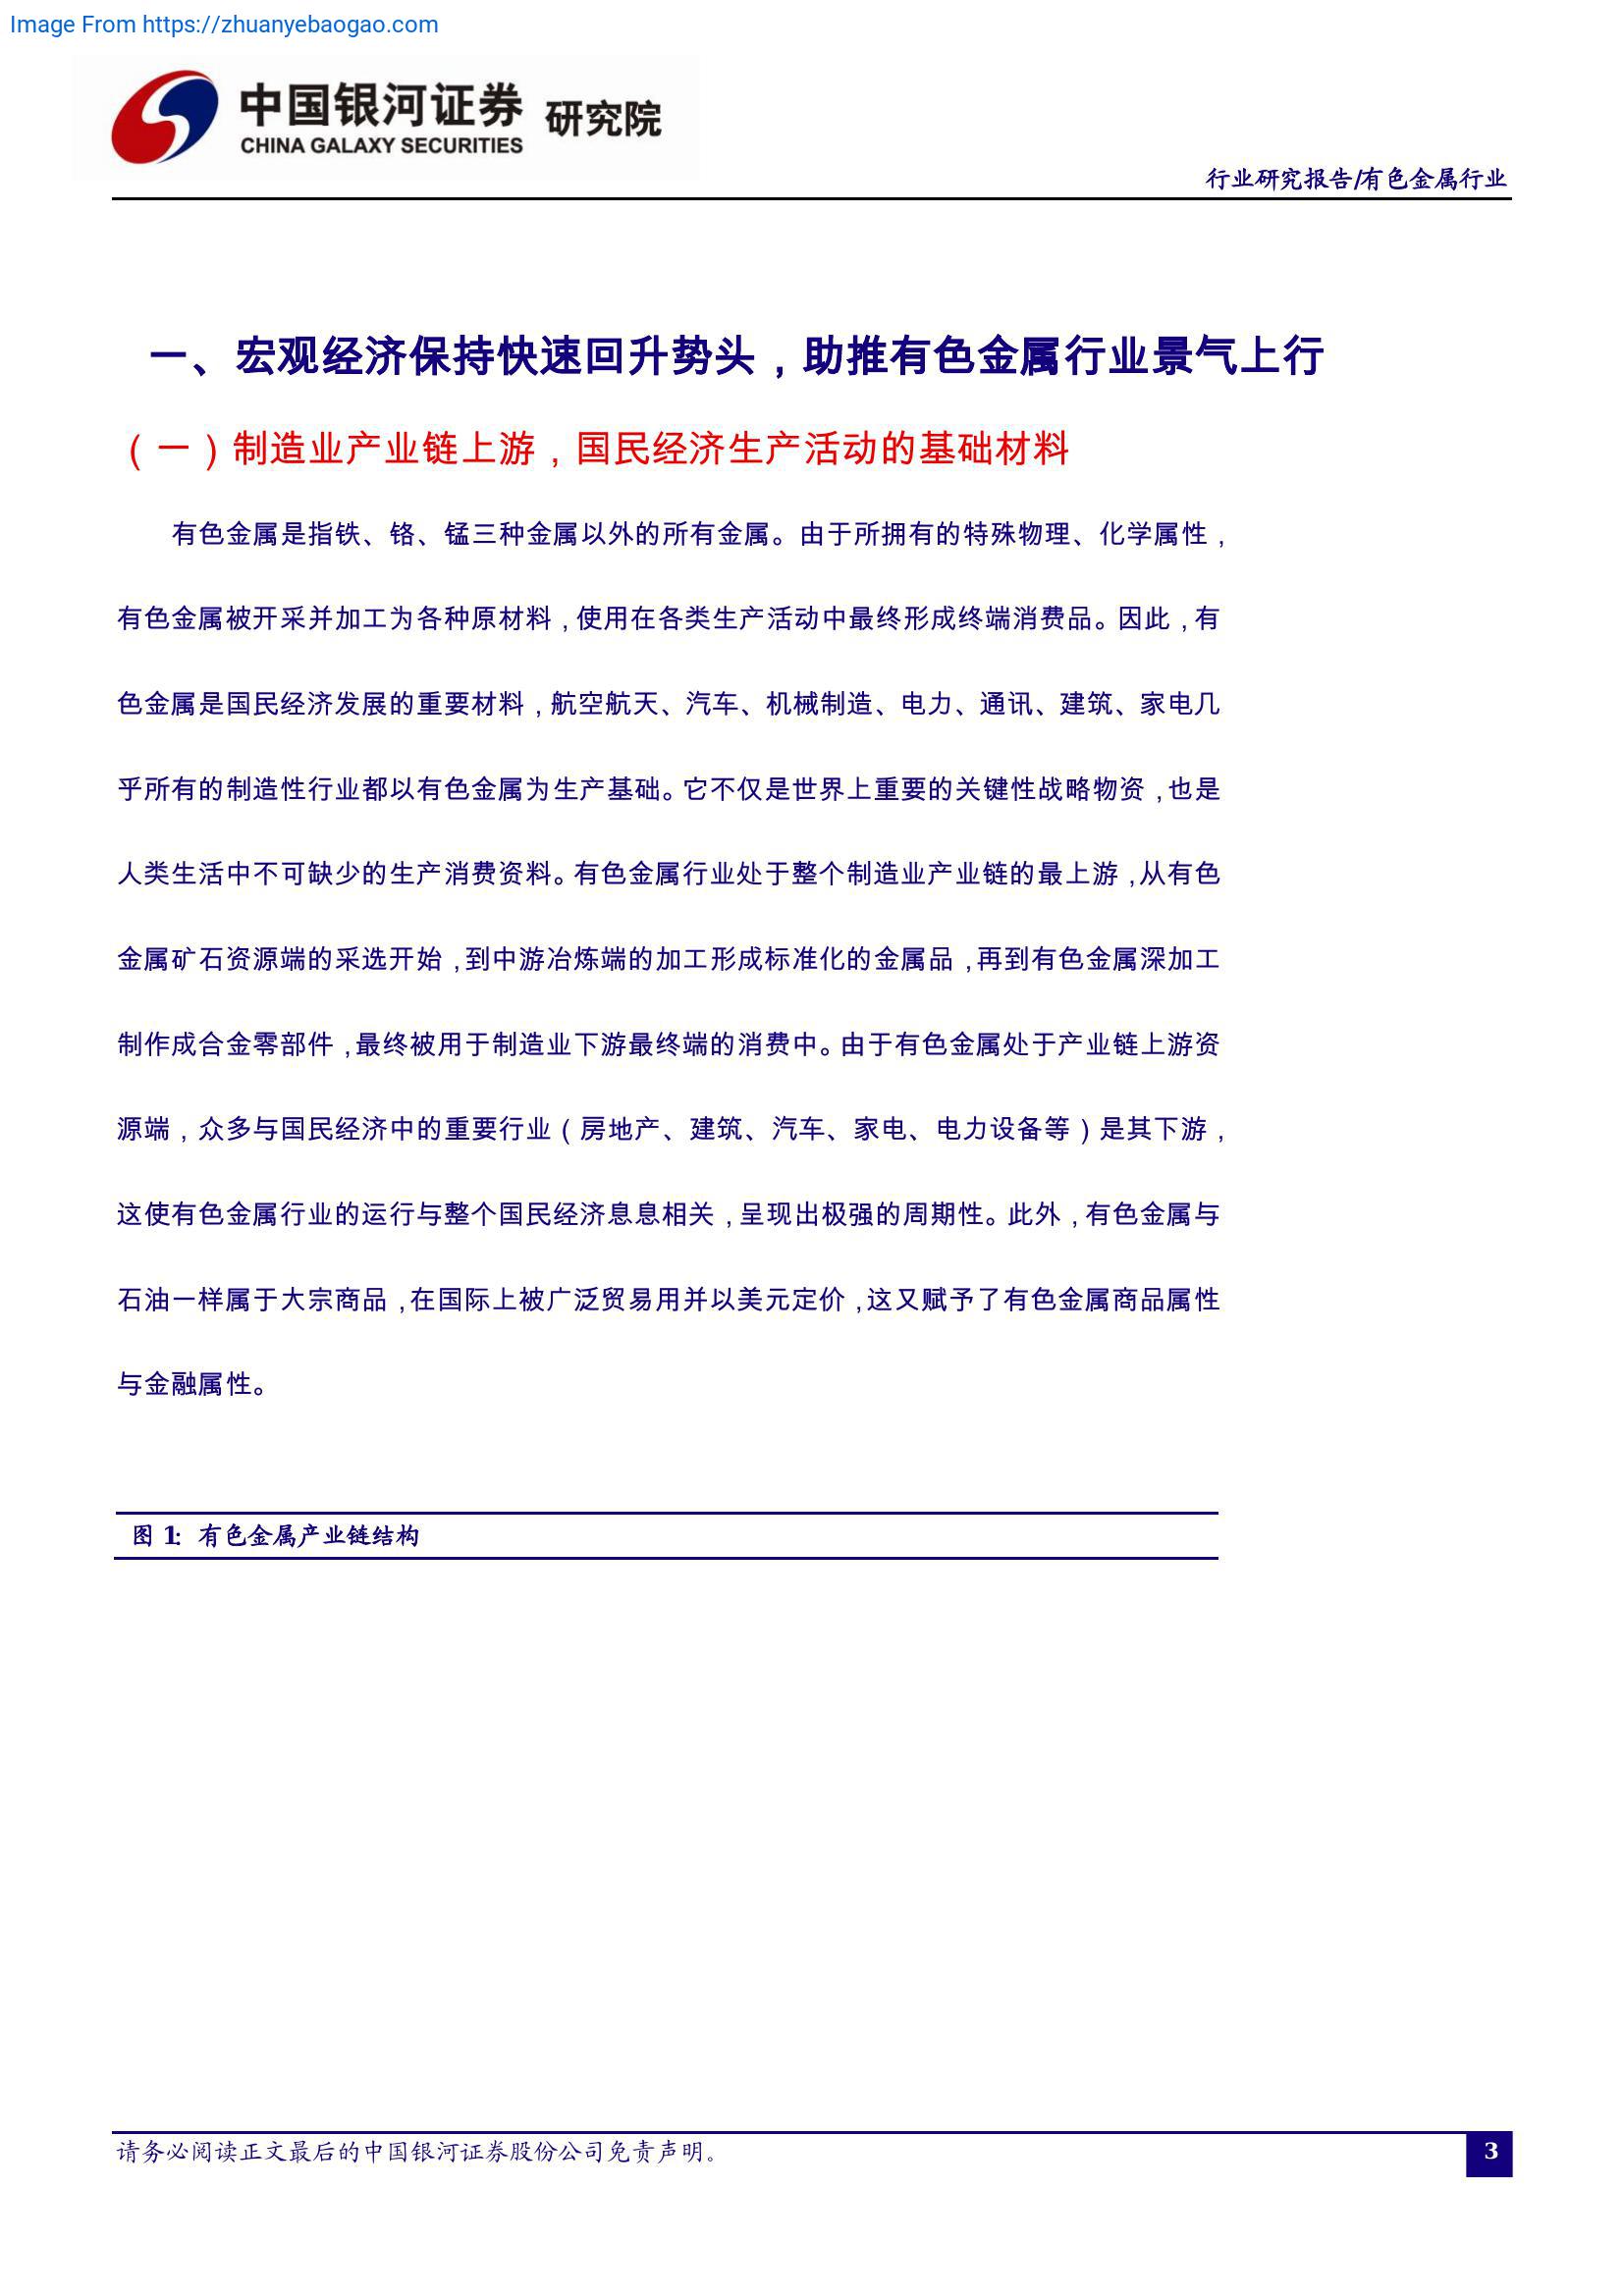 Image From https://zhuanyebaogao.com
中国银河证券 研究院
CHINA GALAXY SECURITIES
行业研究报告/有色金属行业
一、宏观经济保持快速回升势头，助推有色金属行业景气上行
（一）制造业产业链上游，国民经济生产活动的基础材料
有色金属是指铁、铬、锰三种金属以外的所有金属。由于所拥有的特殊物理、化学属性，
有色金属被开采并加工为各种原材料，使用在各类生产活动中最终形成终端消费品。因此，有
色金属是国民经济发展的重要材料，航空航天、汽车、机械制造、电力、通讯、建筑、家电几
乎所有的制造性行业都以有色金属为生产基础。它不仅是世界上重要的关键性战略物资，也是
人类生活中不可缺少的生产消费资料。有色金属行业处于整个制造业产业链的最上游，从有色
金属矿石资源端的采选开始，到中游冶炼端的加工形成标准化的金属品，再到有色金属深加工
制作成合金零部件，最终被用于制造业下游最终端的消费中。由于有色金属处于产业链上游资
源端，众多与国民经济中的重要行业（房地产、建筑、汽车、家电、电力设备等）是其下游，
这使有色金属行业的运行与整个国民经济息息相关，呈现出极强的周期性。此外，有色金属与
石油一样属于大宗商品，在国际上被广泛贸易用并以美元定价，这又赋予了有色金属商品属性
与金融属性。
图 1: 有色金属产业链结构
请务必阅读正文最后的中国银河证券股份公司免责声明。
3